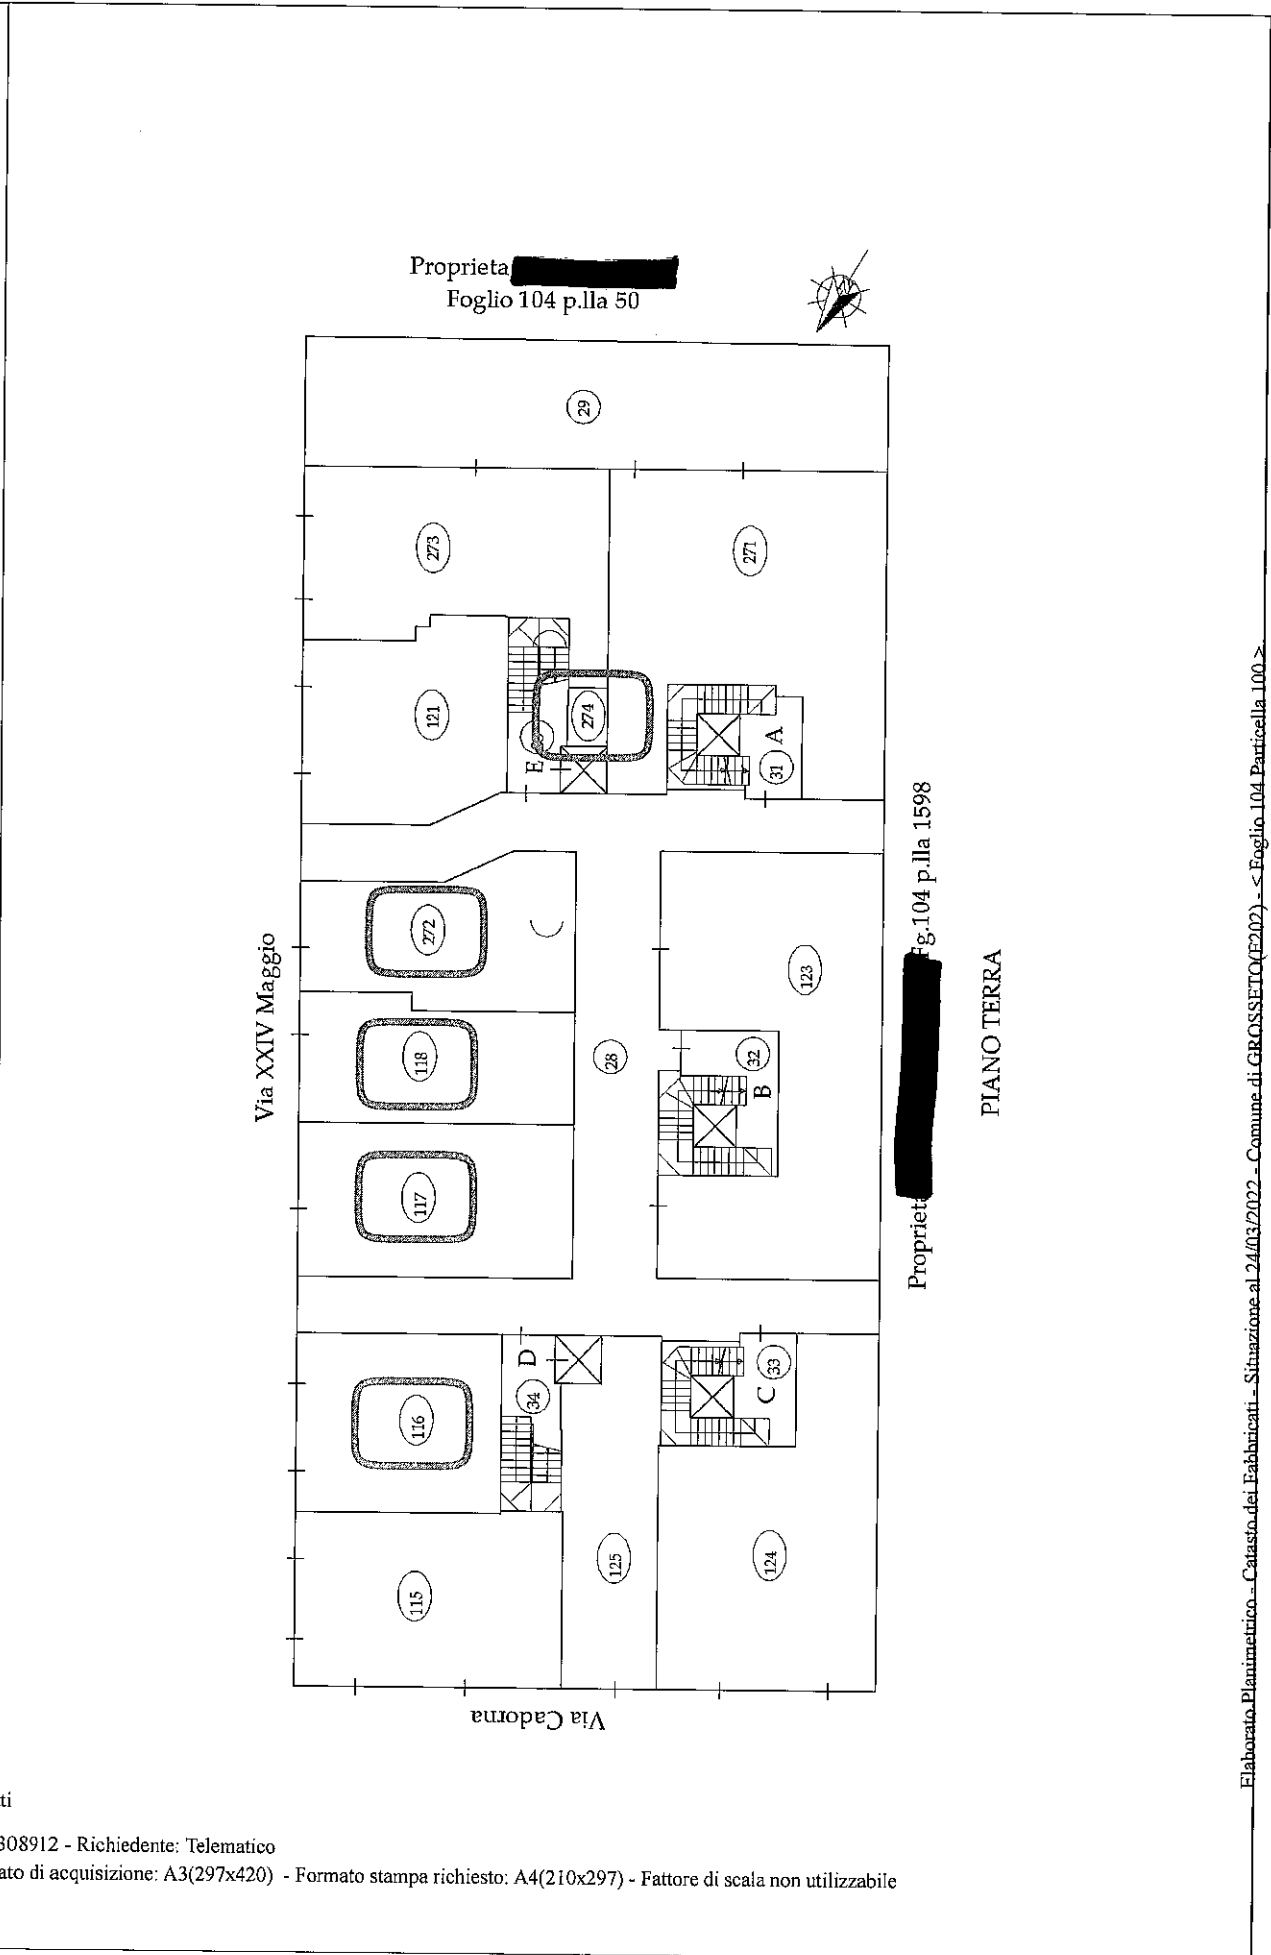 Proprieta
Foglio 104 p.lla 50
29
273
271
121
274
E
A
31
272
123
118
28
32
B
117
Via XXIV Maggio
Proprieta
Fg.104 p.lla 1598
PIANO TERRA
D
34
33
C
116
125
124
115
Via Cadorna
Elaborato Planimetrico - Catasto dei Fabbricati - Situazione al 24/03/2022 - Comune di GROSSETO(E202) - < Foglio 104 Particella 100 >
ti
308912 - Richiedente: Telematico
ato di acquisizione: A3(297x420) - Formato stampa richiesto: A4(210x297) - Fattore di scala non utilizzabile